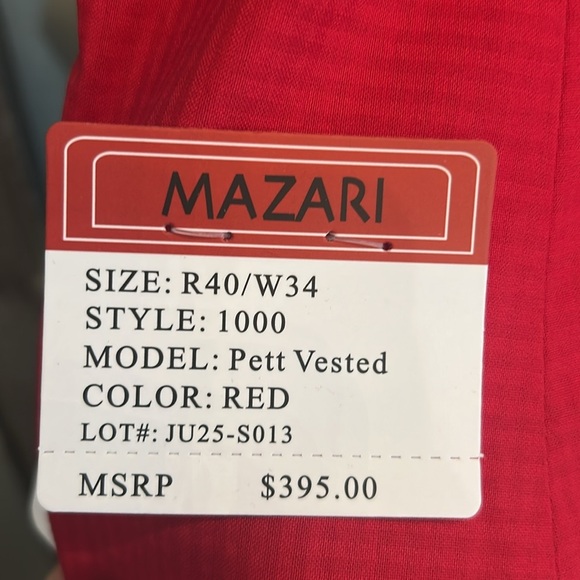 MAZARI
SIZE: R40/W34
STYLE: 1000
MODEL: Pett Vested
COLOR: RED
LOT#: JU25-S013
MSRP $395.00